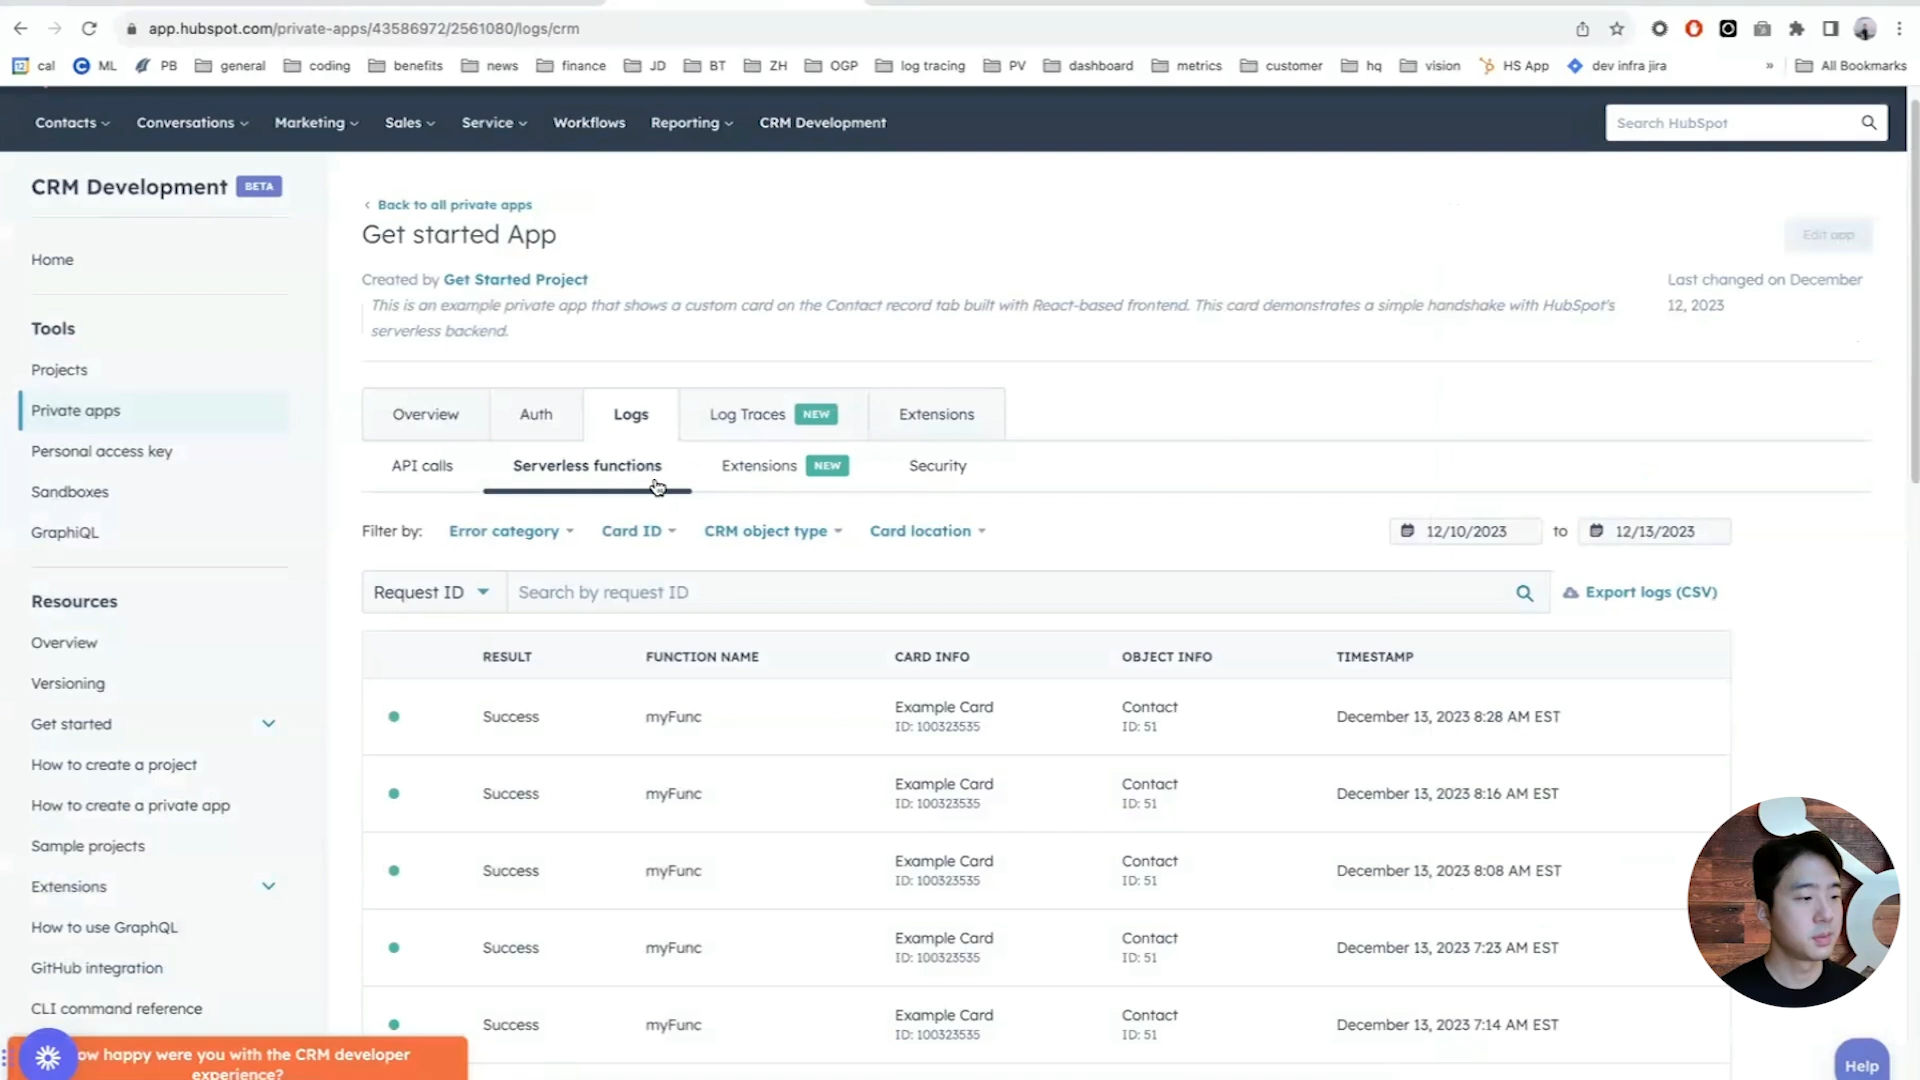 app.hubspot.com/private-apps/43586972/2561080/logs/crm
cal ML PB general coding benefits news finance JD BT ZH OGP log tracing PV dashboard metrics customer hq vision HS App dev infra jira » All Bookmarks
Contacts Conversations Marketing Sales Service Workflows Reporting CRM Development Search HubSpot
CRM Development BETA
Home
Tools
Projects
Private apps
Personal access key
Sandboxes
GraphiQL
Resources
Overview
Versioning
Get started
How to create a project
How to create a private app
Sample projects
Extensions
How to use GraphQL
GitHub integration
CLI command reference
ow happy were you with the CRM developer
experience?
Back to all private apps
Get started App
Edit app
Created by Get Started Project
This is an example private app that shows a custom card on the Contact record tab built with React-based frontend. This card demonstrates a simple handshake with HubSpot's
serverless backend.
Last changed on December
12, 2023
Overview Auth Logs Log Traces NEW Extensions
API calls Serverless functions Extensions NEW Security
Filter by: Error category Card ID CRM object type Card location 12/10/2023 to 12/13/2023
Request ID Search by request ID Export logs (CSV)
RESULT FUNCTION NAME CARD INFO OBJECT INFO TIMESTAMP
Success myFunc Example Card Contact December 13, 2023 8:28 AM EST
ID: 100323535 ID: 51
Success myFunc Example Card Contact December 13, 2023 8:16 AM EST
ID: 100323535 ID: 51
Success myFunc Example Card Contact December 13, 2023 8:08 AM EST
ID: 100323535 ID: 51
Success myFunc Example Card Contact December 13, 2023 7:23 AM EST
ID: 100323535 ID: 51
Success myFunc Example Card Contact December 13, 2023 7:14 AM EST
ID: 100323535 ID: 51
Help